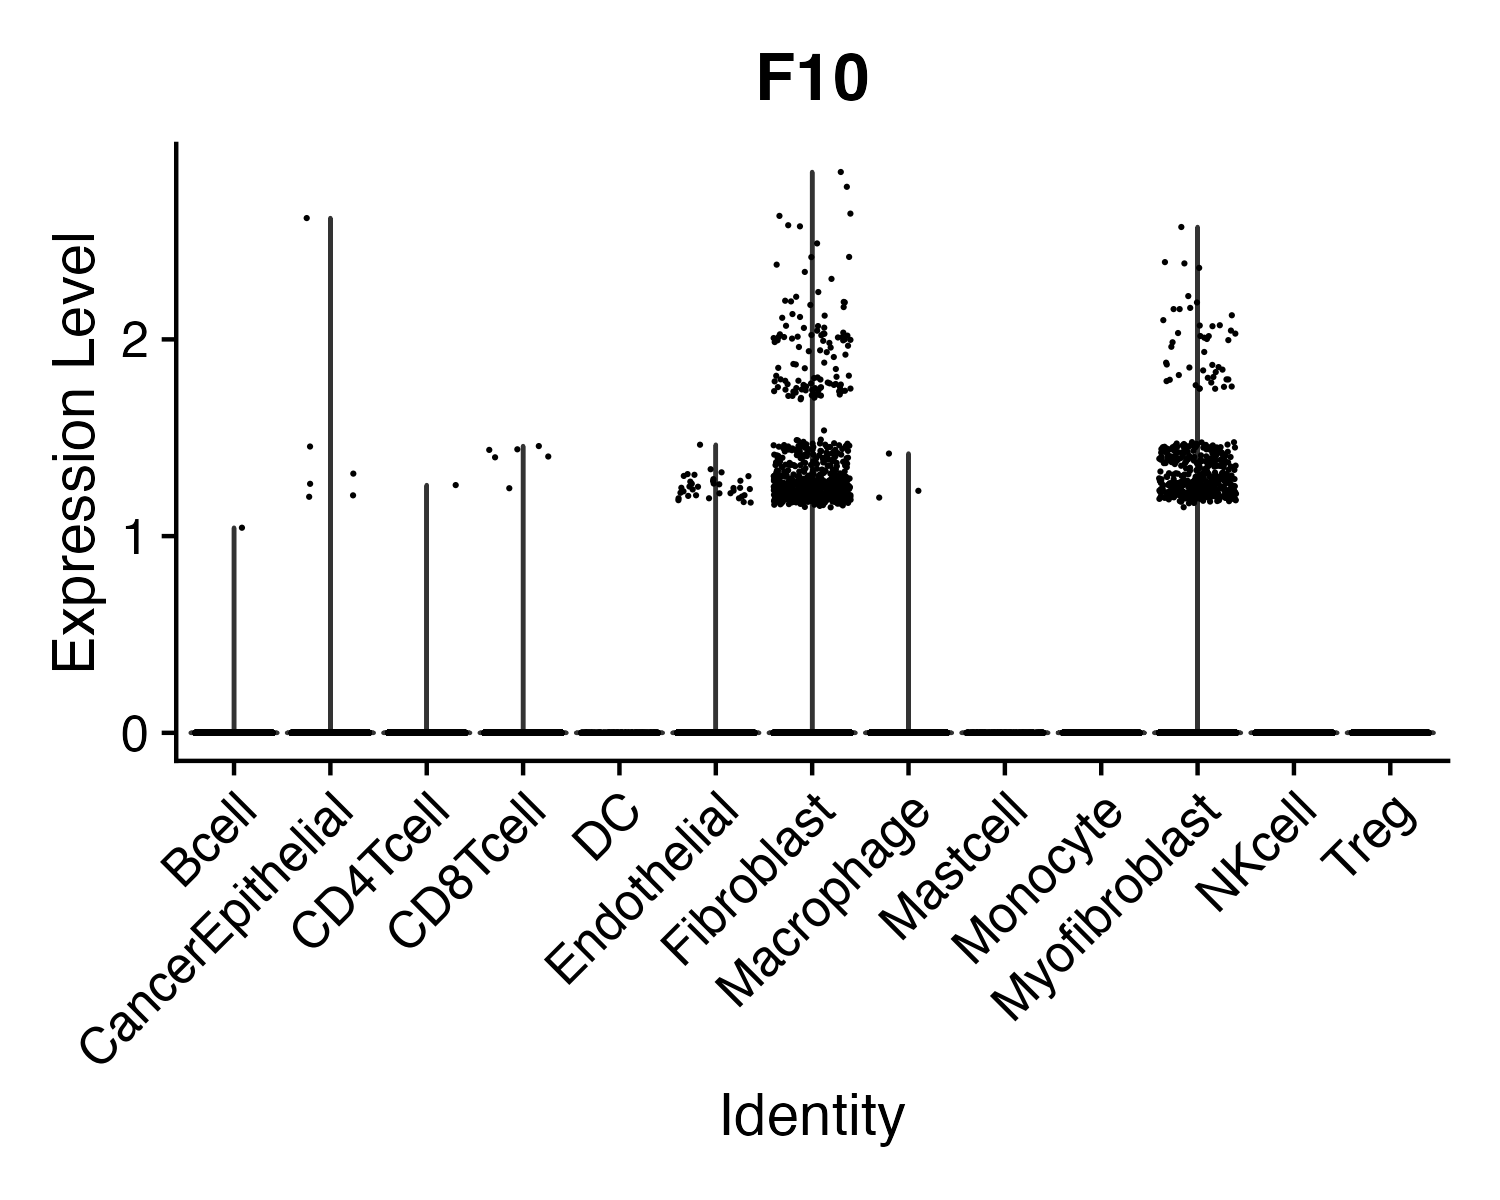 F10
Expression Level
2
1
0
Bcell
CancerEpithelial
CD4Tcell
CD8Tcell
DC
Endothelial
Fibroblast
Macrophage
Mastcell
Monocyte
Myofibroblast
NKcell
Treg
Identity